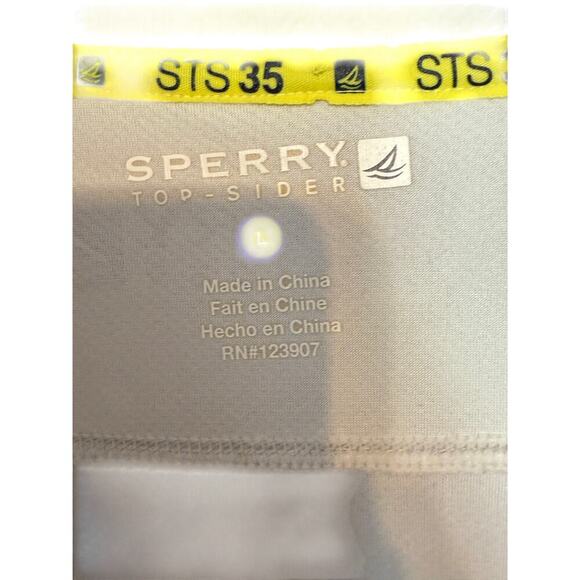 STS 35 STS
SPERRY.
TOP-SIDER
L
Made in China
Fait en Chine
Hecho en China
RN#123907